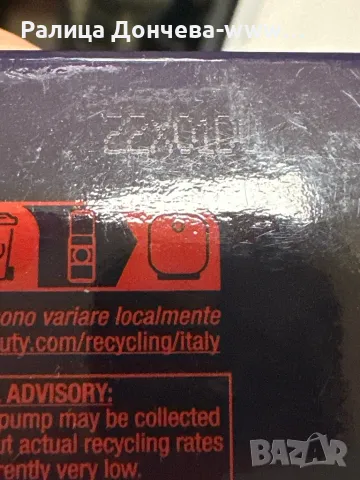 Ралица Дончева-www
22X01D
ono variare localmente
uty.com/recycling/italy
ADVISORY:
pump may be collected
ut actual recycling rates
rently very low.
BAZAR